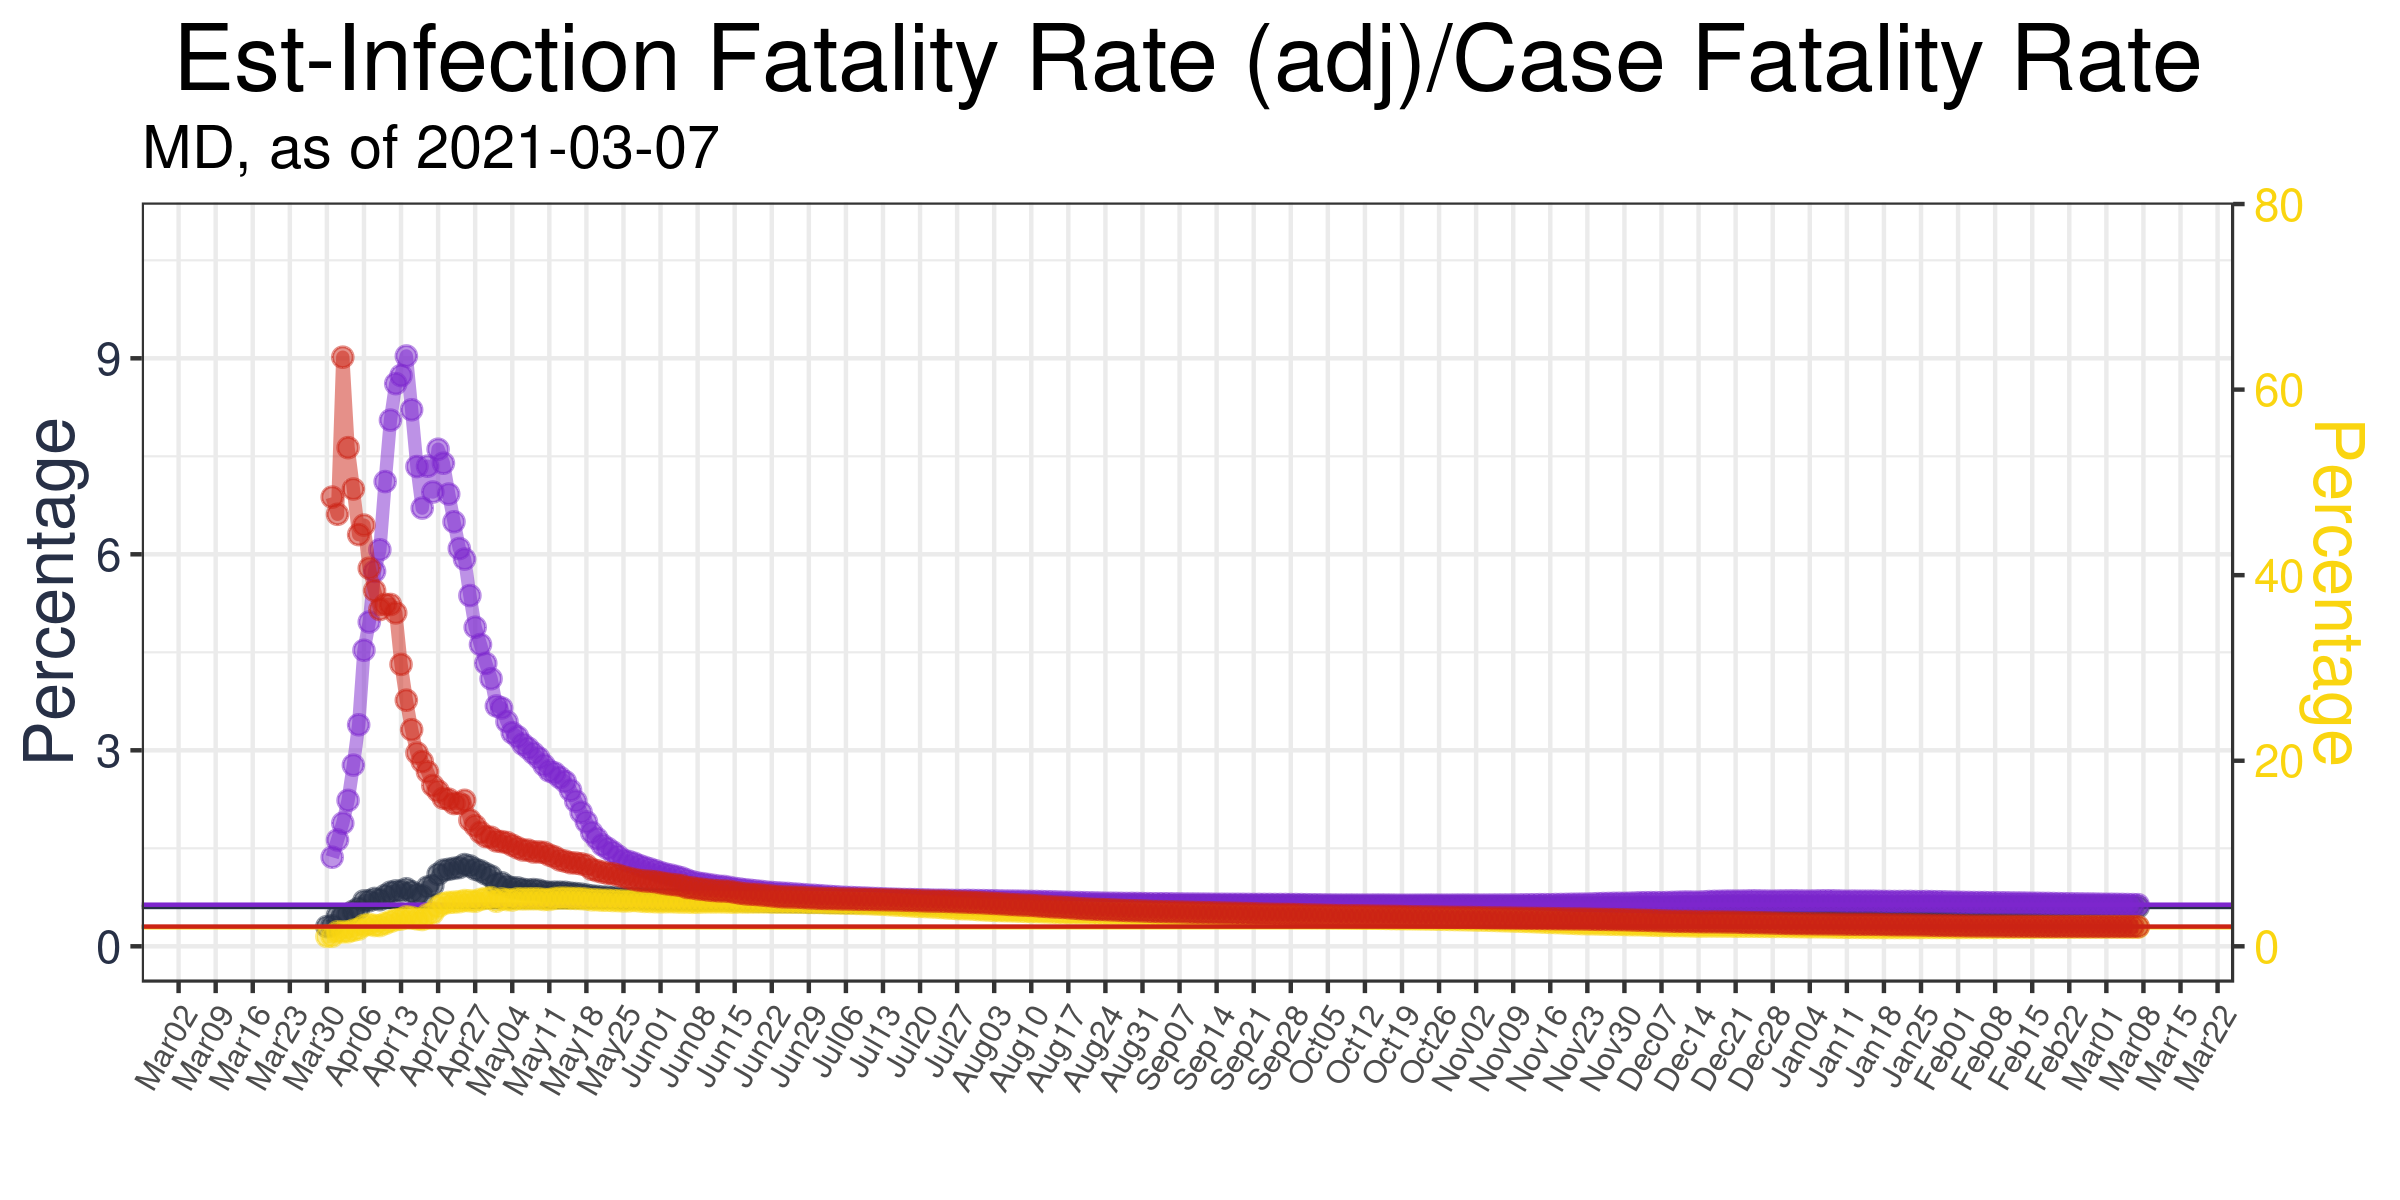 Est-Infection Fatality Rate (adj)/Case Fatality Rate
MD, as of 2021-03-07
Percentage
9
6
3
0
80
60
40
20
0
Percentage
Mar02
Mar09
Mar16
Mar23
Mar30
Apr06
Apr13
Apr20
Apr27
May04
May11
May18
May25
Jun01
Jun08
Jun15
Jun22
Jun29
Jul06
Jul13
Jul20
Jul27
Aug03
Aug10
Aug17
Aug24
Aug31
Sep07
Sep14
Sep21
Sep28
Oct05
Oct12
Oct19
Oct26
Nov02
Nov09
Nov16
Nov23
Nov30
Dec07
Dec14
Dec21
Dec28
Dec04
Jan11
Jan18
Jan25
Feb01
Feb08
Feb15
Feb22
Mar01
Mar08
Mar15
Mar22